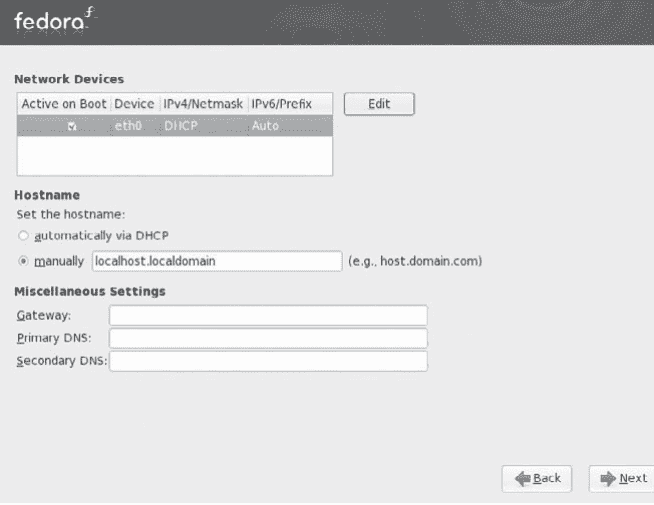 fedora
Network Devices
Active on Boot Device IPv4/Netmask IPv6/Prefix
eth0 DHCP Auto
Edit
Hostname
Set the hostname:
automatically via DHCP
manually localhost.localdomain (e.g., host.domain.com)
Miscellaneous Settings
Gateway:
Primary DNS:
Secondary DNS:
Back Next